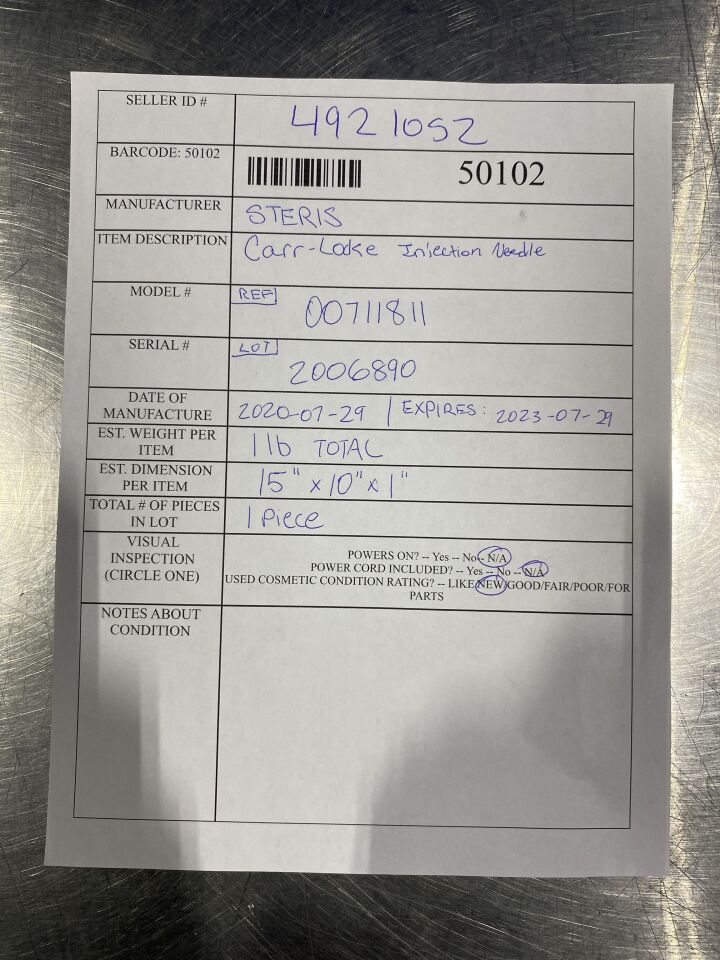 SELLER ID # 4921052
BARCODE: 50102 50102
MANUFACTURER STERIS
ITEM DESCRIPTION Carr-Locke Injection Needle
MODEL # REF 00711811
SERIAL # LOT 2006890
DATE OF
MANUFACTURE 2020-07-29 | EXPIRES: 2023-07-29
EST. WEIGHT PER
ITEM 1 lb TOTAL
EST. DIMENSION
PER ITEM 15" x 10" x 1"
TOTAL # OF PIECES
IN LOT 1 Piece
VISUAL
INSPECTION
(CIRCLE ONE)
POWERS ON? -- Yes -- No-- N/A
POWER CORD INCLUDED? -- Yes -- No -- N/A
USED COSMETIC CONDITION RATING? -- LIKE NEW/GOOD/FAIR/POOR/FOR
PARTS
NOTES ABOUT
CONDITION